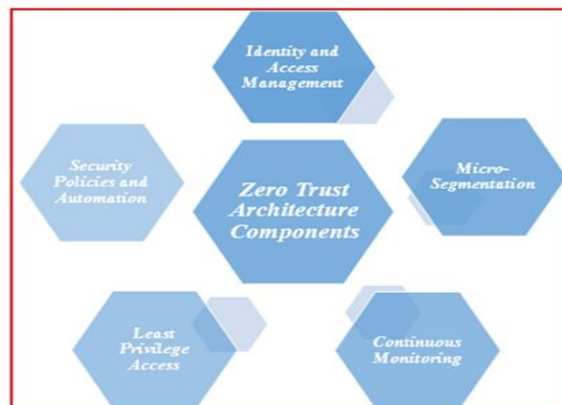 Identity and
Access
Management
Security
Policies and
Automation
Micro-
Segmentation
Zero Trust
Architecture
Components
Least
Privilege
Access
Continuous
Monitoring